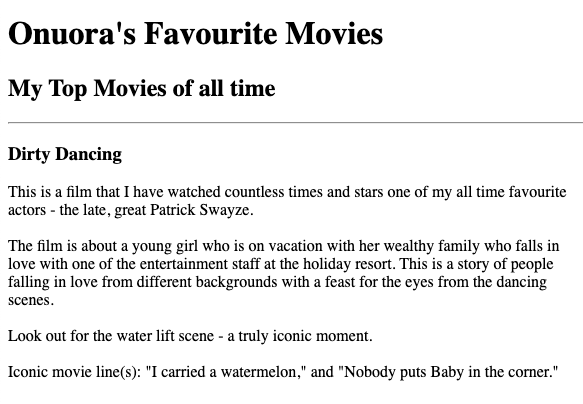 Onuora's Favourite Movies
My Top Movies of all time
Dirty Dancing
This is a film that I have watched countless times and stars one of my all time favourite
actors - the late, great Patrick Swayze.
The film is about a young girl who is on vacation with her wealthy family who falls in
love with one of the entertainment staff at the holiday resort. This is a story of people
falling in love from different backgrounds with a feast for the eyes from the dancing
scenes.
Look out for the water lift scene - a truly iconic moment.
Iconic movie line(s): "I carried a watermelon," and "Nobody puts Baby in the corner."